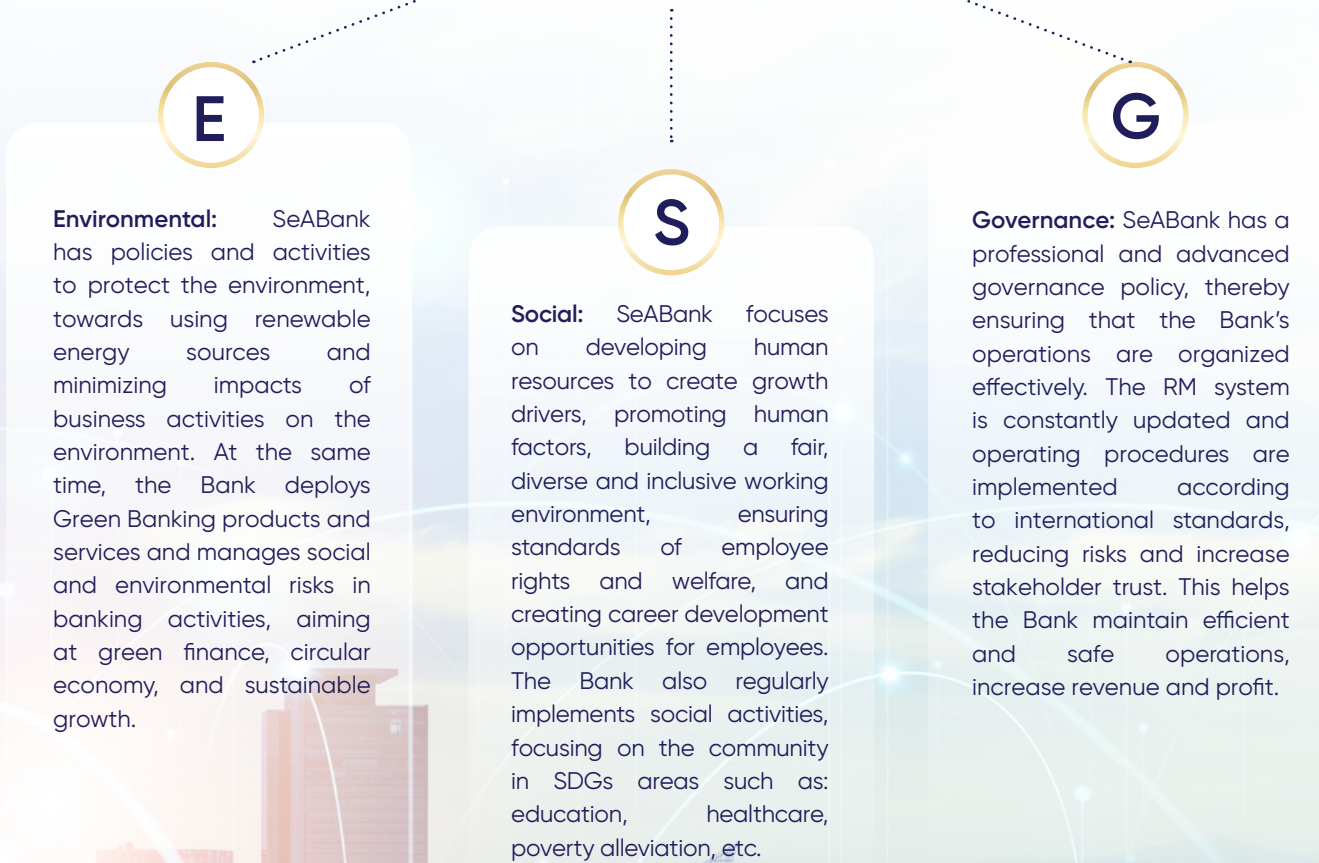 E
Environmental: SeABank
has policies and activities
to protect the environment,
towards using renewable
energy sources and
minimizing impacts of
business activities on the
environment. At the same
time, the Bank deploys
Green Banking products and
services and manages social
and environmental risks in
banking activities, aiming
at green finance, circular
economy, and sustainable
growth.
S
Social: SeABank focuses
on developing human
resources to create growth
drivers, promoting human
factors, building a fair,
diverse and inclusive working
environment, ensuring
standards of employee
rights and welfare, and
creating career development
opportunities for employees.
The Bank also regularly
implements social activities,
focusing on the community
in SDGs areas such as:
education, healthcare,
poverty alleviation, etc.
G
Governance: SeABank has a
professional and advanced
governance policy, thereby
ensuring that the Bank's
operations are organized
effectively. The RM system
is constantly updated and
operating procedures are
implemented according
to international standards,
reducing risks and increase
stakeholder trust. This helps
the Bank maintain efficient
and safe operations,
increase revenue and profit.